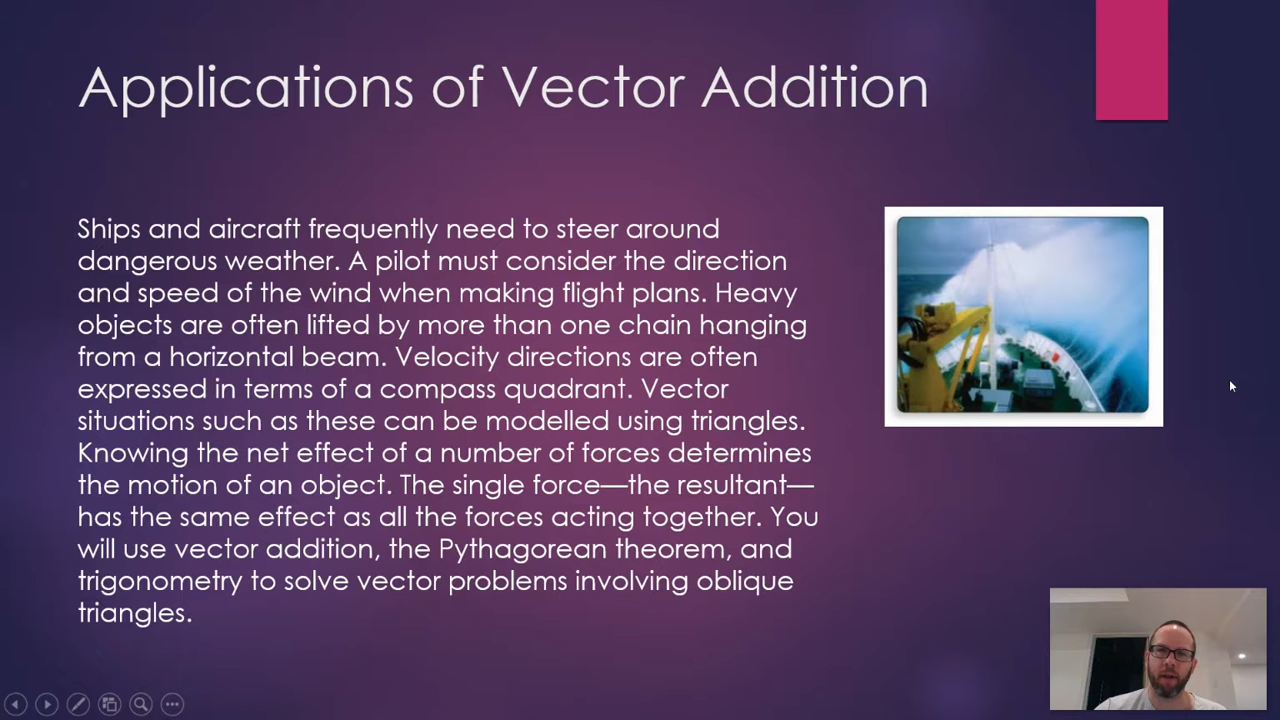 Applications of Vector Addition
Ships and aircraft frequently need to steer around
dangerous weather. A pilot must consider the direction
and speed of the wind when making flight plans. Heavy
objects are often lifted by more than one chain hanging
from a horizontal beam. Velocity directions are often
expressed in terms of a compass quadrant. Vector
situations such as these can be modelled using triangles.
Knowing the net effect of a number of forces determines
the motion of an object. The single force—the resultant—
has the same effect as all the forces acting together. You
will use vector addition, the Pythagorean theorem, and
trigonometry to solve vector problems involving oblique
triangles.